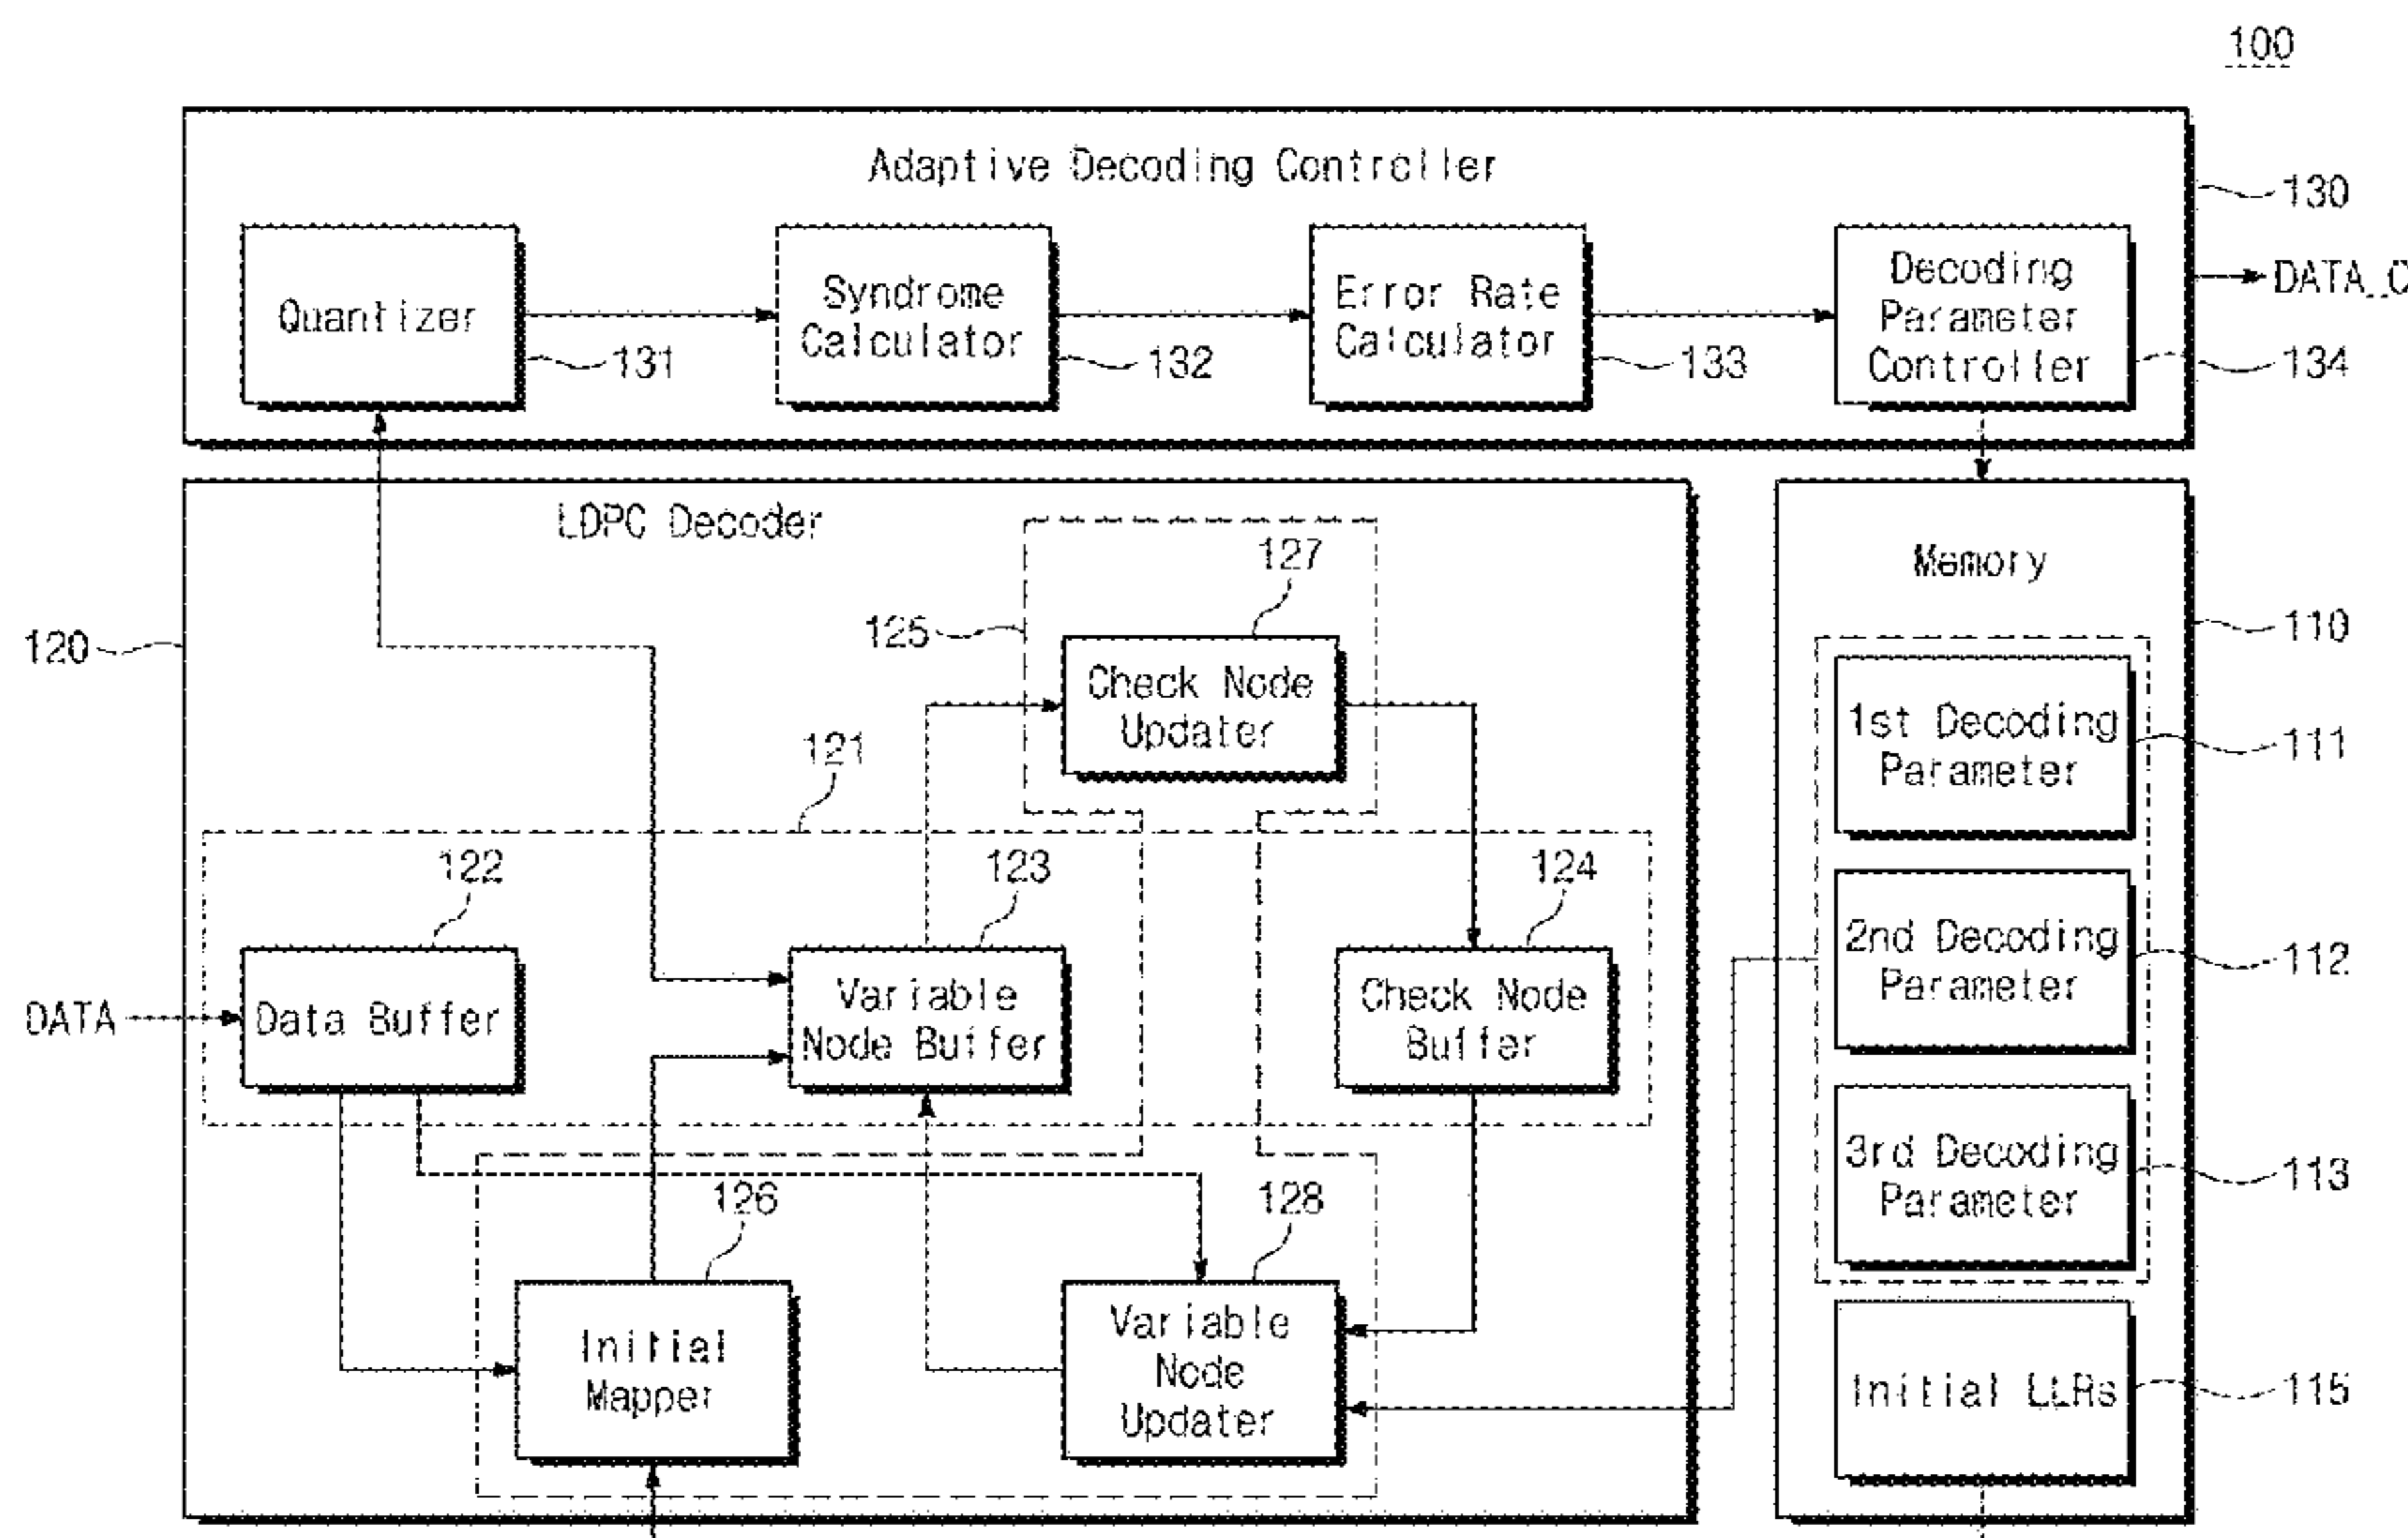 100
Adaptive Decoding Controller
130
Quantizer
131
Syndrome
Calculator
132
Error Rate
Calculator
133
Decoding
Parameter
Controller
134
DATA_C
LDPC Decoder
120
125
127
Check Node
Updater
121
122
Data Buffer
DATA
123
Variable
Node Buffer
124
Check Node
Buffer
126
Initial
Mapper
128
Variable
Node
Updater
Memory
110
1st Decoding
Parameter
111
2nd Decoding
Parameter
112
3rd Decoding
Parameter
113
Initial LLRs
115